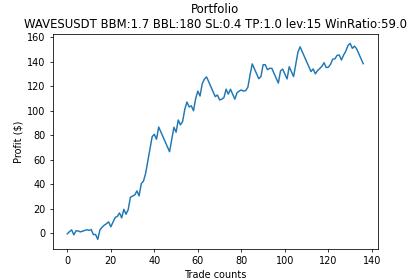 Portfolio
WAVESUSDT BBM:1.7 BBL:180 SL:0.4 TP:1.0 lev:15 WinRatio:59.0
160
140
120
100
80
60
40
20
0
Profit ($)
0 20 40 60 80 100 120 140
Trade counts